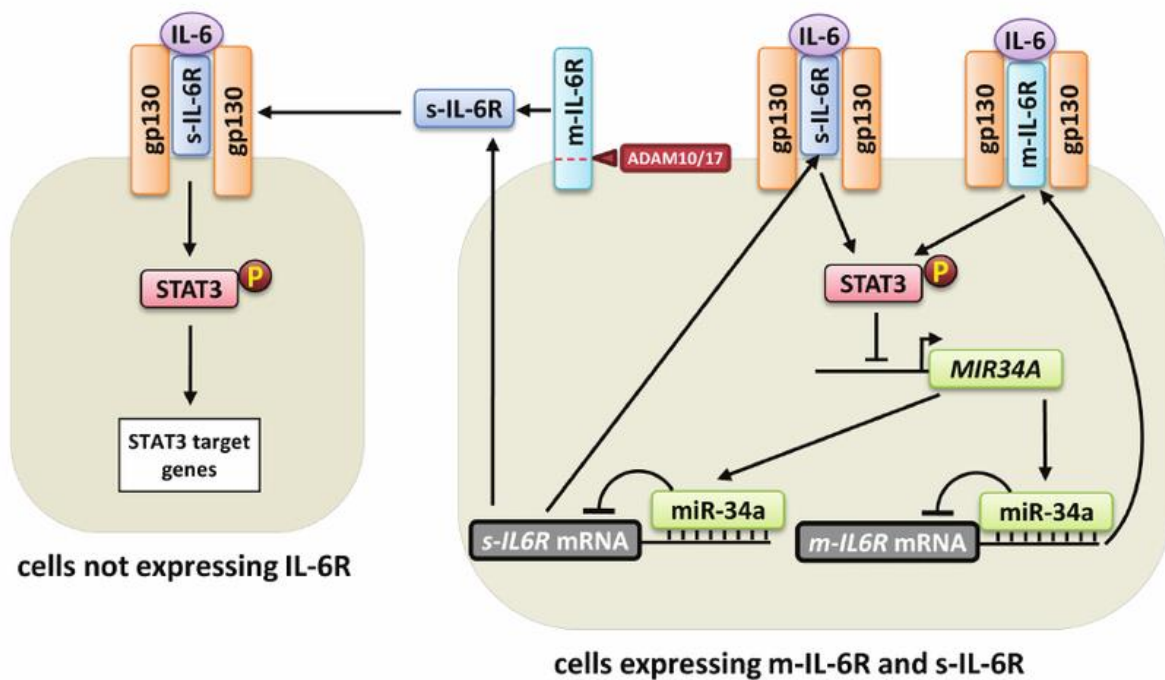 IL-6
gp130
s-IL-6R
gp130
STAT3
P
STAT3 target
genes
cells not expressing IL-6R
s-IL-6R
m-IL-6R
ADAM10/17
IL-6
gp130
s-IL-6R
gp130
IL-6
gp130
m-IL-6R
gp130
STAT3
P
MIR34A
miR-34a
s-IL6R mRNA
miR-34a
m-IL6R mRNA
cells expressing m-IL-6R and s-IL-6R